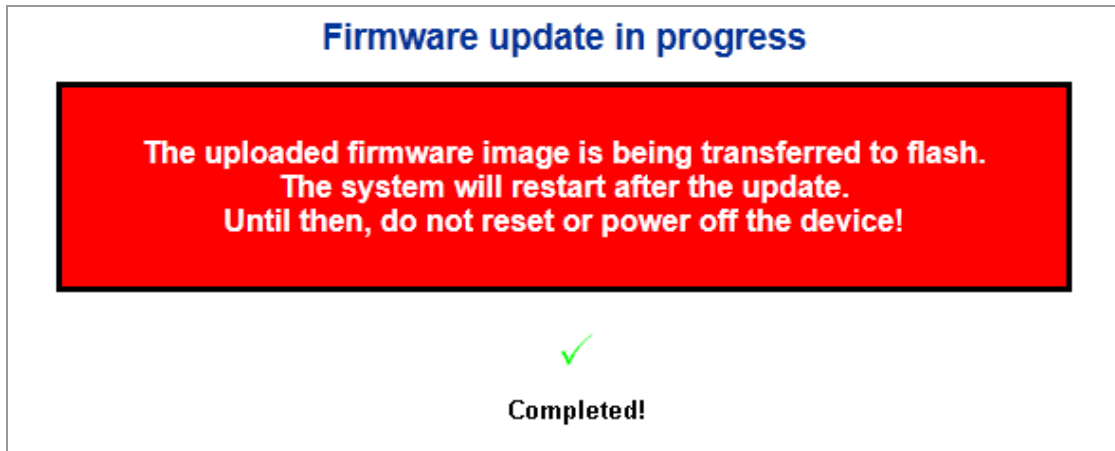 Firmware update in progress
The uploaded firmware image is being transferred to flash.
The system will restart after the update.
Until then, do not reset or power off the device!
Completed!